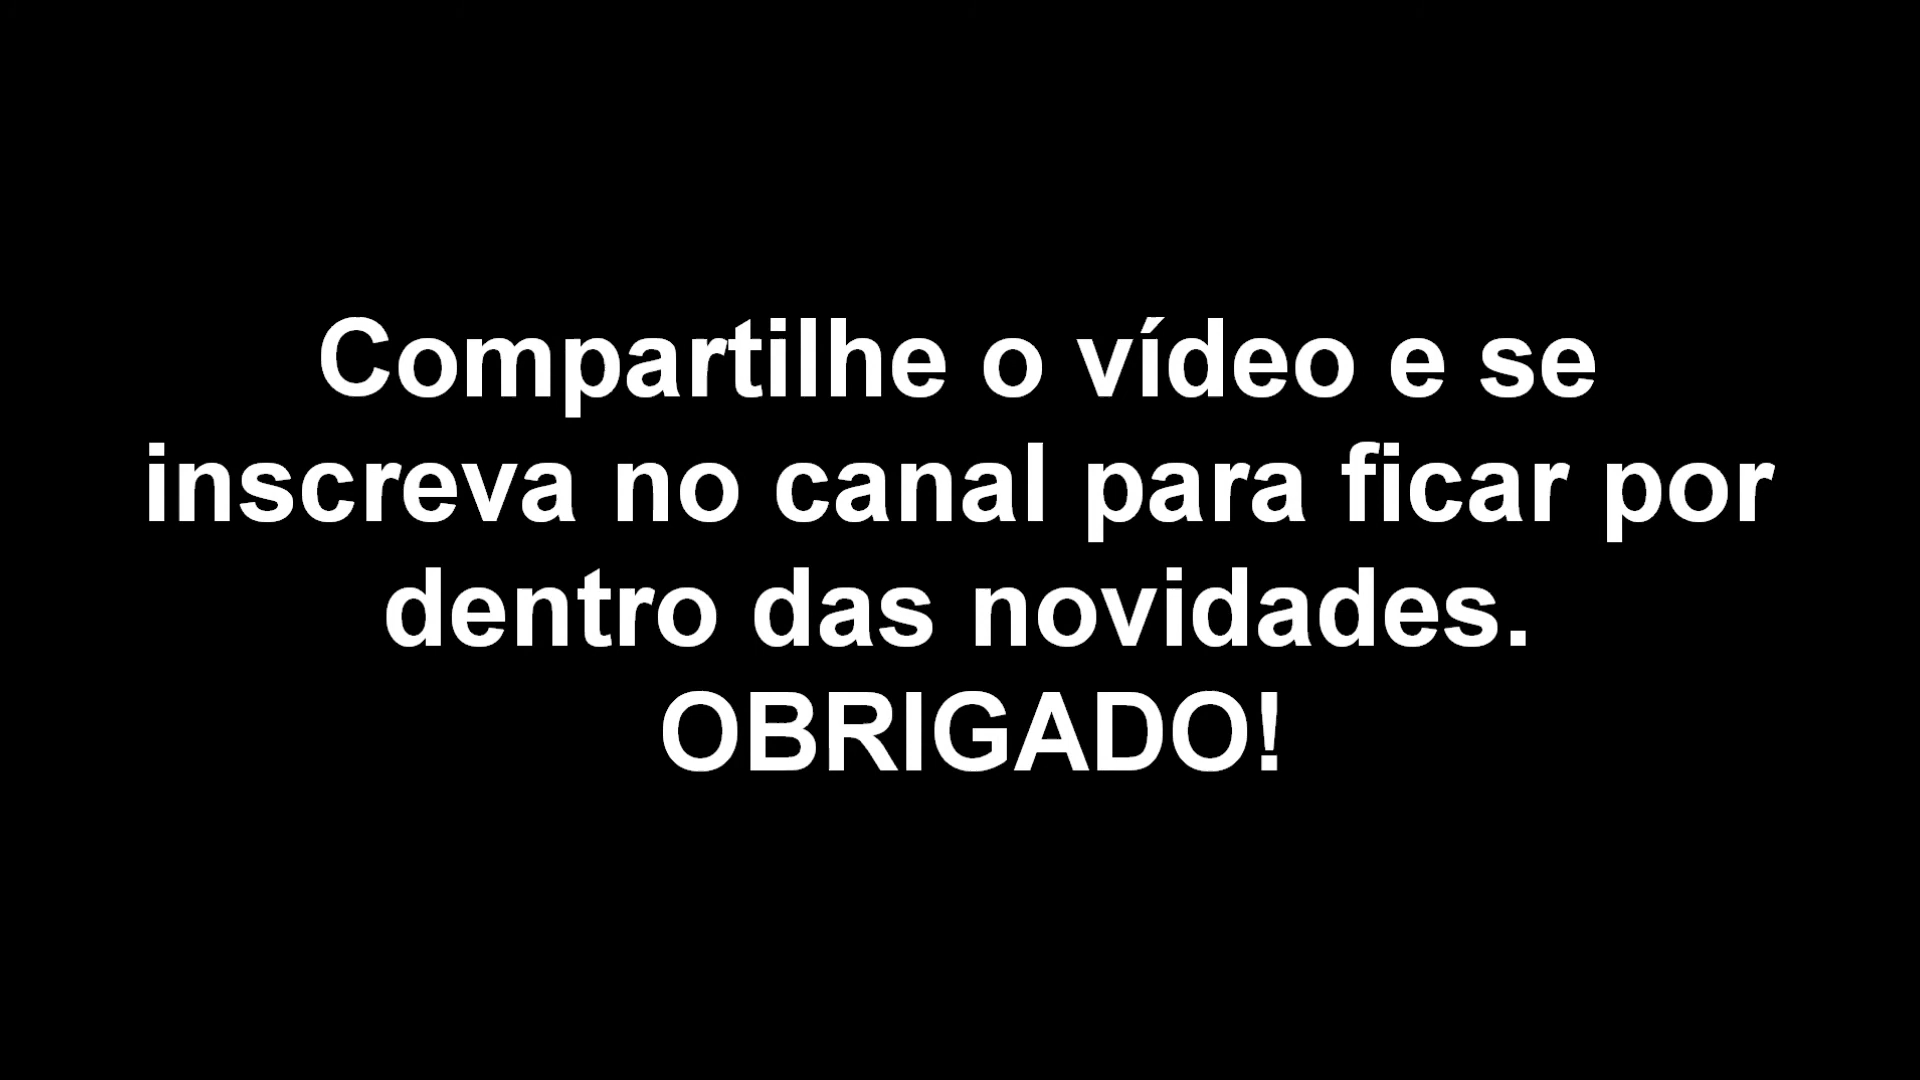 Compartilhe o vídeo e se
inscreva no canal para ficar por
dentro das novidades.
OBRIGADO!